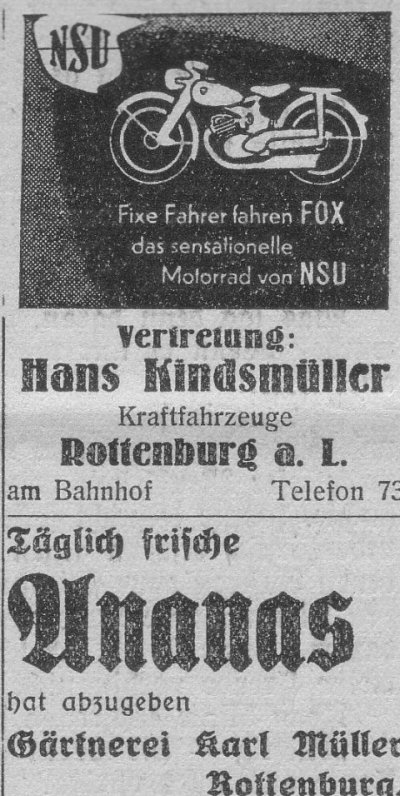 NSU
Fixe Fahrer fahren FOX
das sensationelle
Motorrad von NSU
Vertretung:
Hans Kindsmüller
Kraftfahrzeuge
Rottenburg a. L.
am Bahnhof Telefon 73
Täglich frische
Ananas
hat abzugeben
Gärtnerei Karl Müller
Rottenburg.